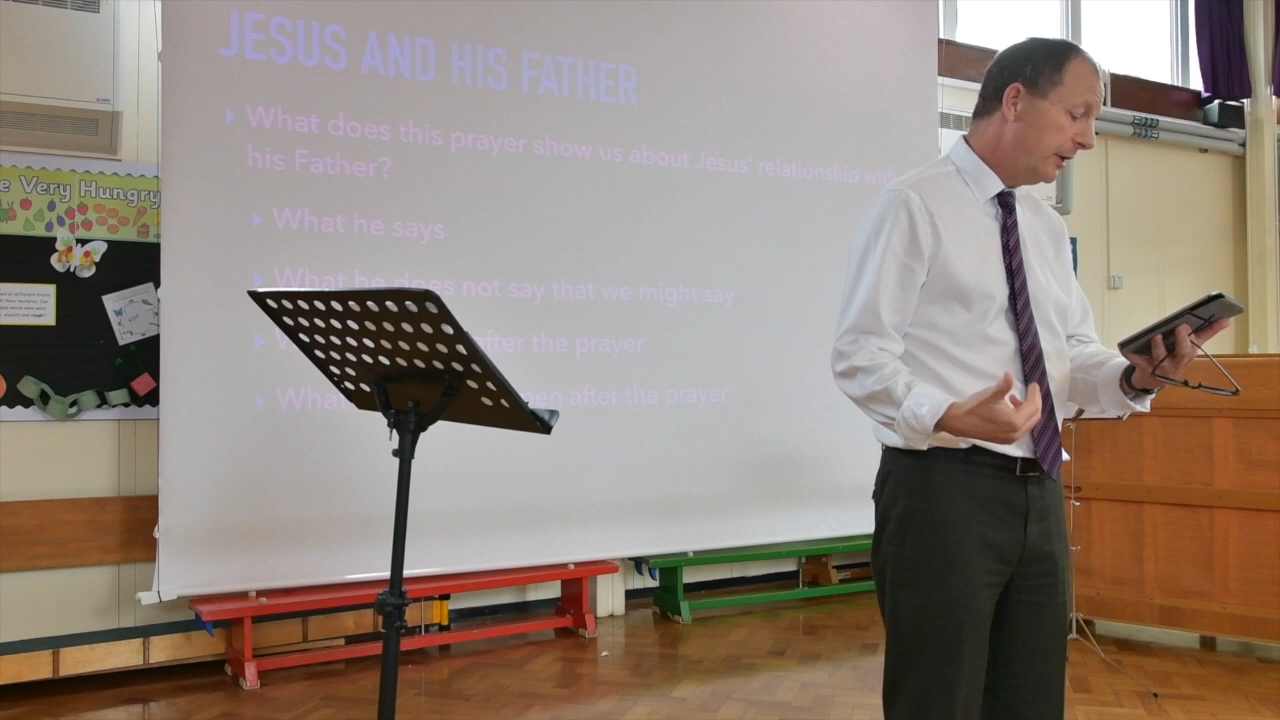 JESUS AND HIS FATHER
What does this prayer show us about Jesus' relationship with
his Father?
What he says
What he does not say that we might say
after the prayer
What
after the prayer
e Very Hungry